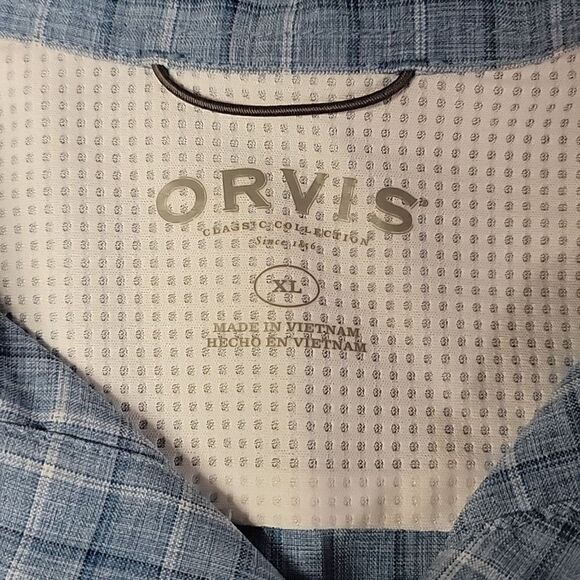 ORVIS
CLASSIC COLLECTION
Since 1856
XL
MADE IN VIETNAM
HECHO EN VIETNAM